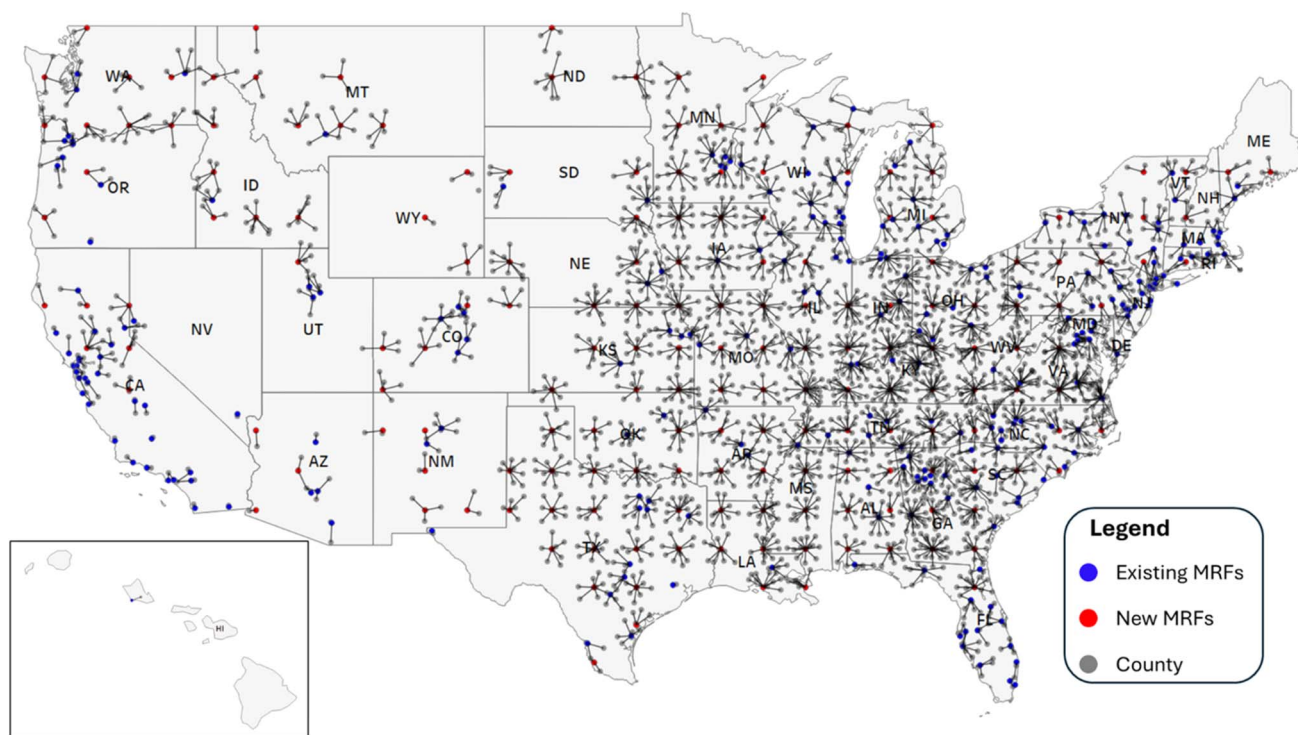 WA
MT
ND
MN
ME
OR
ID
SD
WI
VT
NH
WY
MI
NY
MA
RI
NE
IA
PA
NJ
NV
UT
CO
IL
IN
OH
MD
DE
CA
KS
MO
KY
WV
VA
AZ
NM
OK
AR
TN
NC
MS
AL
GA
SC
TX
LA
FL
HI
Legend
Existing MRFs
New MRFs
County